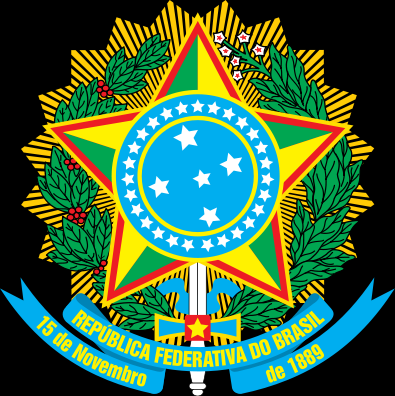 REPÚBLICA FEDERATIVA DO BRASIL
15 de Novembro de 1889